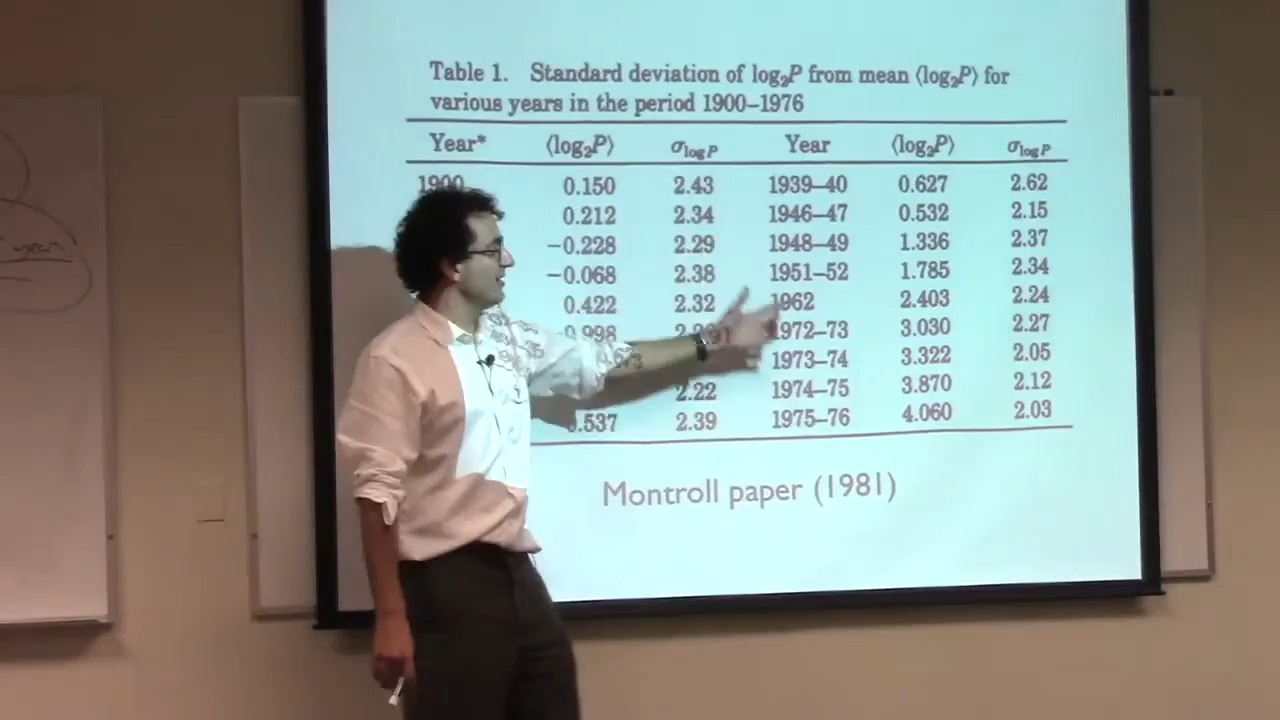 Table 1. Standard deviation of log₂P from mean ⟨log₂P⟩ for
various years in the period 1900–1976
Year* ⟨log₂P⟩ σlog P Year ⟨log₂P⟩ σlog P
1900 0.150 2.43 1939–40 0.627 2.62
0.212 2.34 1946–47 0.532 2.15
−0.228 2.29 1948–49 1.336 2.37
−0.068 2.38 1951–52 1.785 2.34
0.422 2.32 1962 2.403 2.24
0.998 1972–73 3.030 2.27
1973–74 3.322 2.05
2.22 1974–75 3.870 2.12
0.537 2.39 1975–76 4.060 2.03
Montroll paper (1981)
year